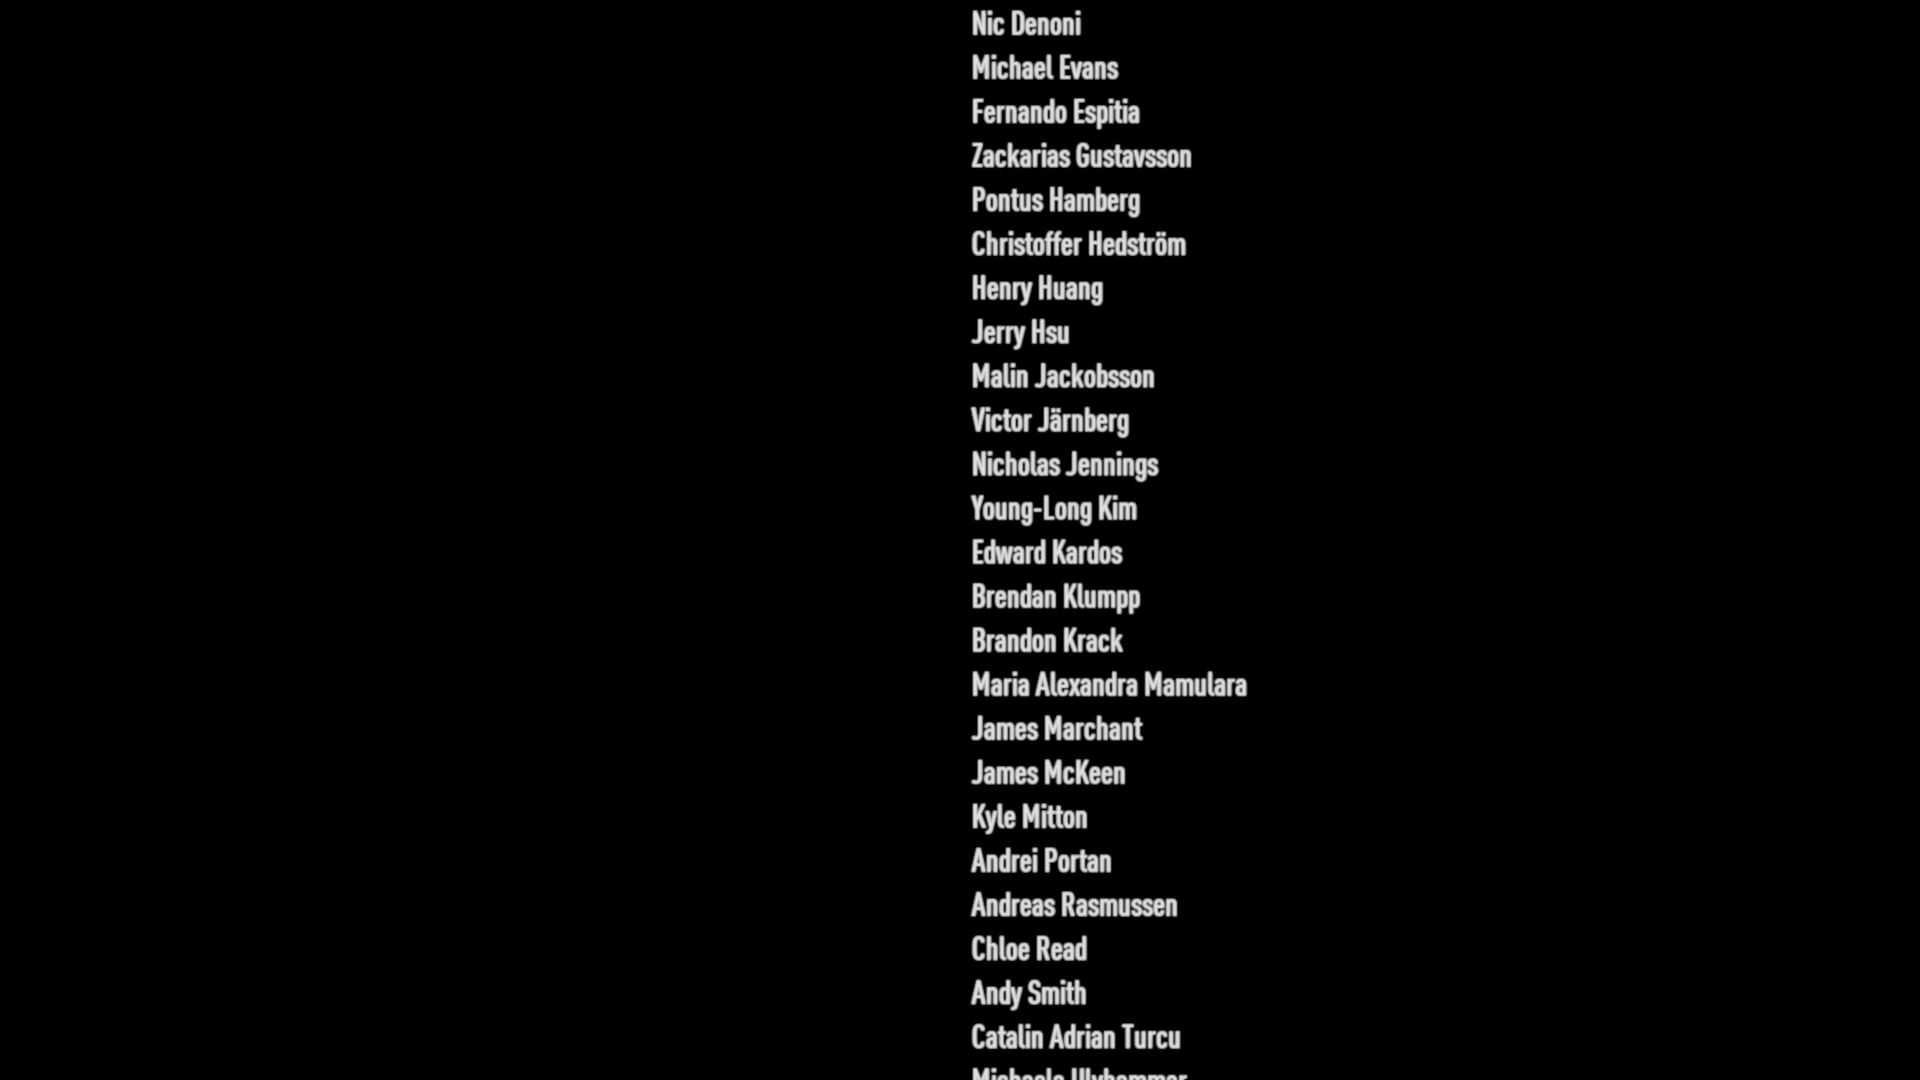 Nic Denoni
Michael Evans
Fernando Espitia
Zackarias Gustavsson
Pontus Hamberg
Christoffer Hedström
Henry Huang
Jerry Hsu
Malin Jackobsson
Victor Järnberg
Nicholas Jennings
Young-Long Kim
Edward Kardos
Brendan Klumpp
Brandon Krack
Maria Alexandra Mamulara
James Marchant
James McKeen
Kyle Mitton
Andrei Portan
Andreas Rasmussen
Chloe Read
Andy Smith
Catalin Adrian Turcu